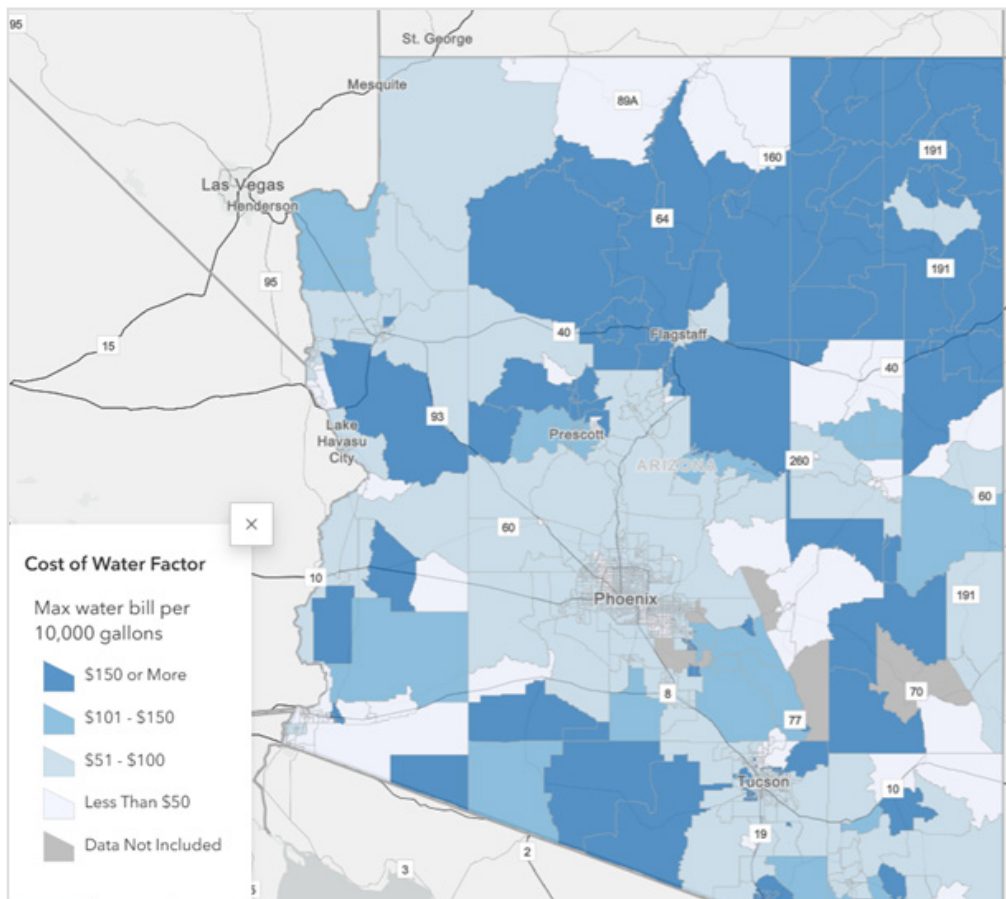 95
St. George
Mesquite
89A
160
191
Las Vegas
Henderson
64
191
95
40
Flagstaff
15
40
93
Lake
Havasu
City
Prescott
ARIZONA
260
60
60
10
Phoenix
191
8
70
77
Tucson
10
19
2
3
5
×
Cost of Water Factor
Max water bill per
10,000 gallons
$150 or More
$101 - $150
$51 - $100
Less Than $50
Data Not Included